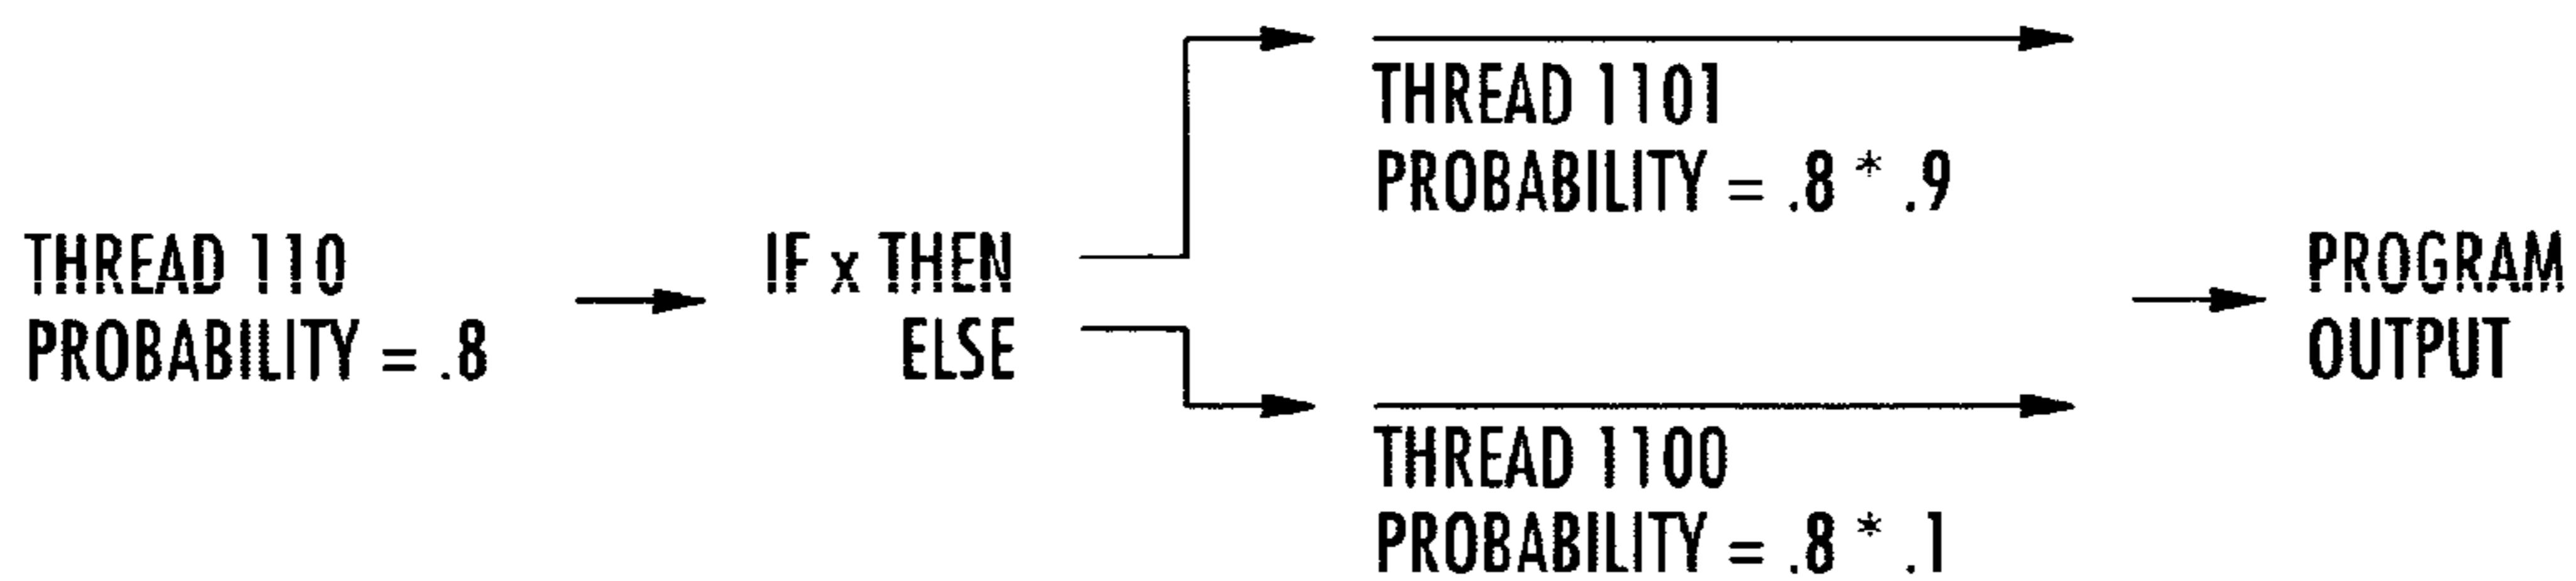 THREAD 110
PROBABILITY = .8
IF x THEN
ELSE
THREAD 1101
PROBABILITY = .8 * .9
THREAD 1100
PROBABILITY = .8 * .1
PROGRAM
OUTPUT